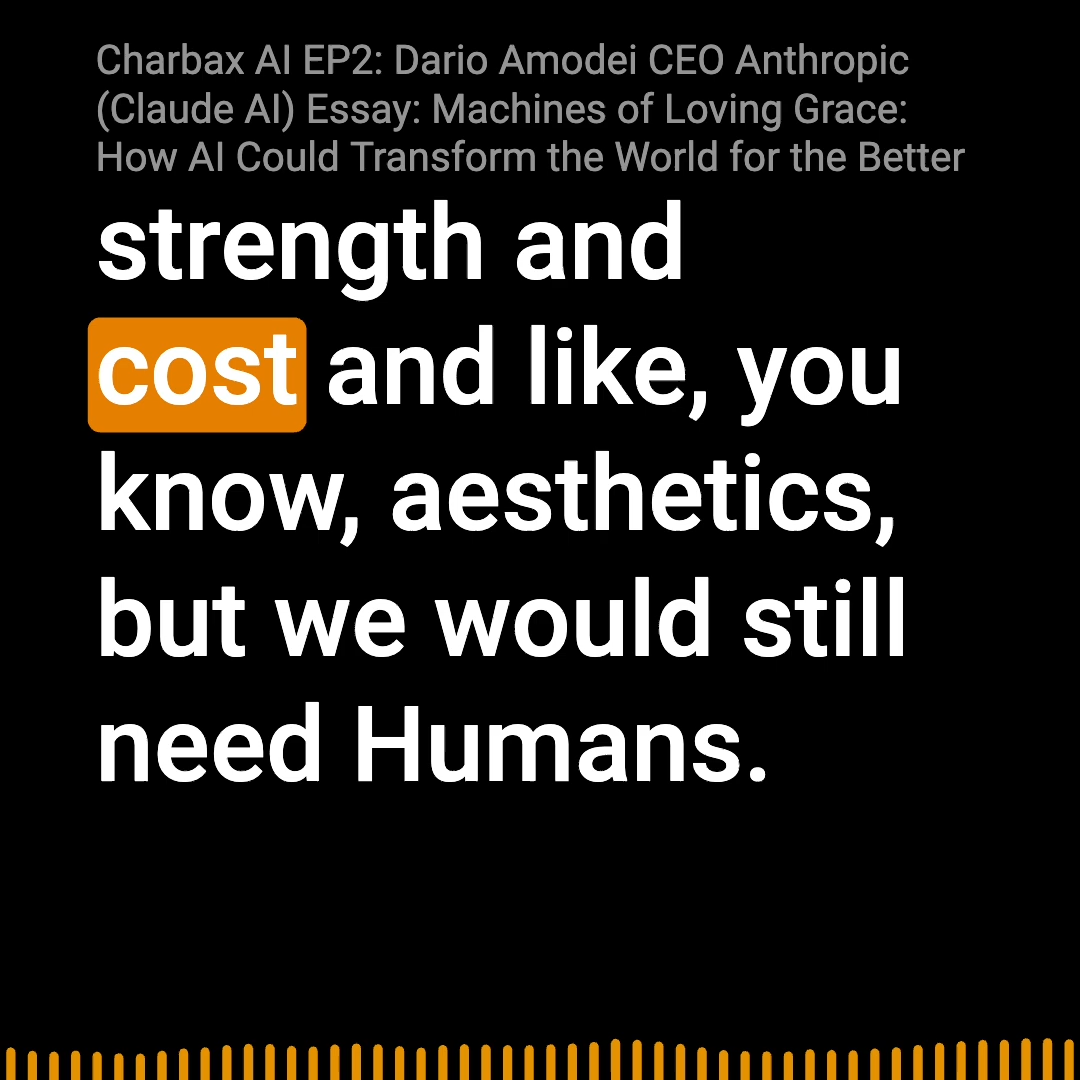 Charbax AI EP2: Dario Amodei CEO Anthropic
(Claude AI) Essay: Machines of Loving Grace:
How AI Could Transform the World for the Better
strength and
cost and like, you
know, aesthetics,
but we would still
need Humans.